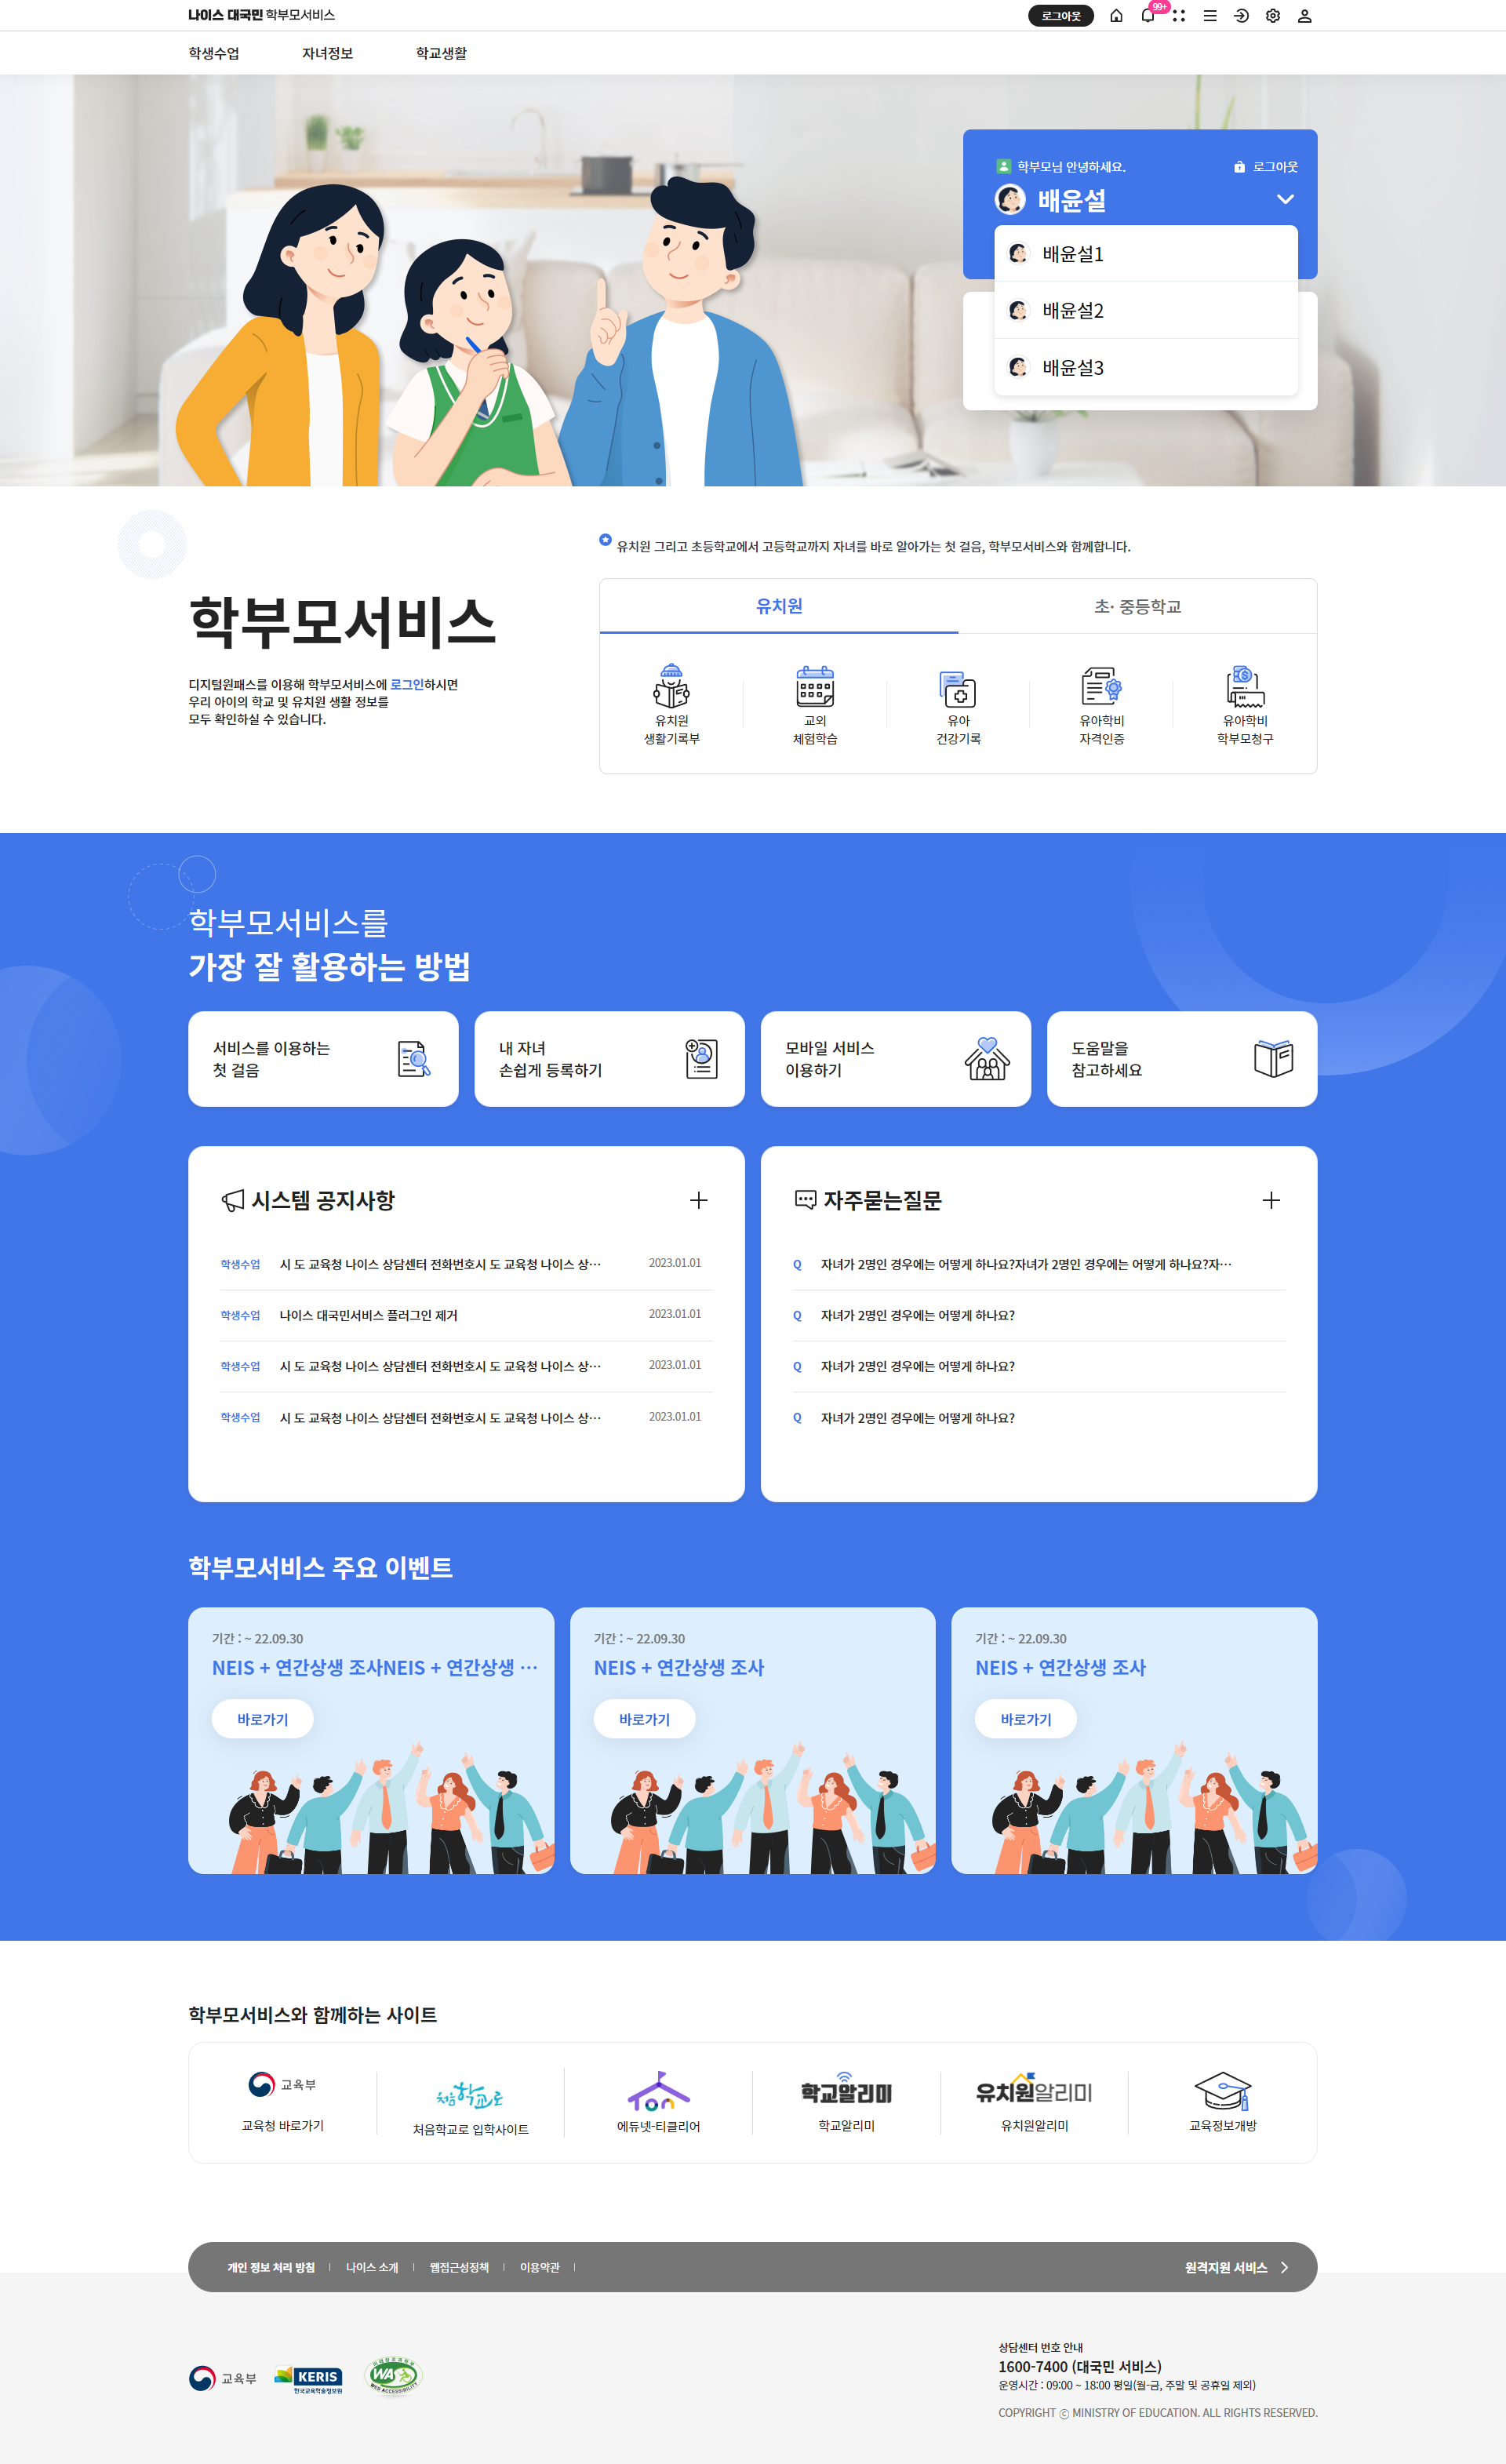 나이스 대국민 학부모서비스
로그아웃
99+
학생수업
자녀정보
학교생활
학부모님 안녕하세요.
로그아웃
배윤설
배윤설1
배윤설2
배윤설3
유치원 그리고 초등학교에서 고등학교까지 자녀를 바로 알아가는 첫 걸음, 학부모서비스와 함께합니다.
학부모서비스
디지털원패스를 이용해 학부모서비스에 로그인하시면
우리 아이의 학교 및 유치원 생활 정보를
모두 확인하실 수 있습니다.
유치원
초· 중등학교
유치원
생활기록부
교외
체험학습
유아
건강기록
유아학비
자격인증
유아학비
학부모청구
학부모서비스를
가장 잘 활용하는 방법
서비스를 이용하는
첫 걸음
내 자녀
손쉽게 등록하기
모바일 서비스
이용하기
도움말을
참고하세요
시스템 공지사항
학생수업 시 도 교육청 나이스 상담센터 전화번호시 도 교육청 나이스 상… 2023.01.01
학생수업 나이스 대국민서비스 플러그인 제거 2023.01.01
학생수업 시 도 교육청 나이스 상담센터 전화번호시 도 교육청 나이스 상… 2023.01.01
학생수업 시 도 교육청 나이스 상담센터 전화번호시 도 교육청 나이스 상… 2023.01.01
자주묻는질문
Q 자녀가 2명인 경우에는 어떻게 하나요?자녀가 2명인 경우에는 어떻게 하나요?자…
Q 자녀가 2명인 경우에는 어떻게 하나요?
Q 자녀가 2명인 경우에는 어떻게 하나요?
Q 자녀가 2명인 경우에는 어떻게 하나요?
학부모서비스 주요 이벤트
기간 : ~ 22.09.30
NEIS + 연간상생 조사NEIS + 연간상생 …
바로가기
기간 : ~ 22.09.30
NEIS + 연간상생 조사
바로가기
기간 : ~ 22.09.30
NEIS + 연간상생 조사
바로가기
학부모서비스와 함께하는 사이트
교육부
교육청 바로가기
처음학교로
처음학교로 입학사이트
에듀넷-티클리어
학교알리미
학교알리미
유치원알리미
유치원알리미
교육정보개방
개인 정보 처리 방침
나이스 소개
웹접근성정책
이용약관
원격지원 서비스
교육부
KERIS
한국교육학술정보원
WA
WEB ACCESSIBILITY
상담센터 번호 안내
1600-7400 (대국민 서비스)
운영시간 : 09:00 ~ 18:00 평일(월-금, 주말 및 공휴일 제외)
COPYRIGHT ⓒ MINISTRY OF EDUCATION. ALL RIGHTS RESERVED.